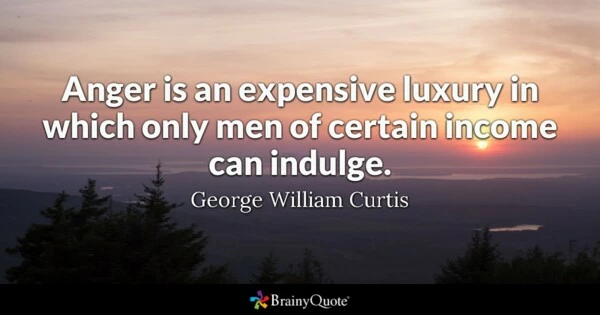 Anger is an expensive luxury in
which only men of certain income
can indulge.
George William Curtis
BrainyQuote